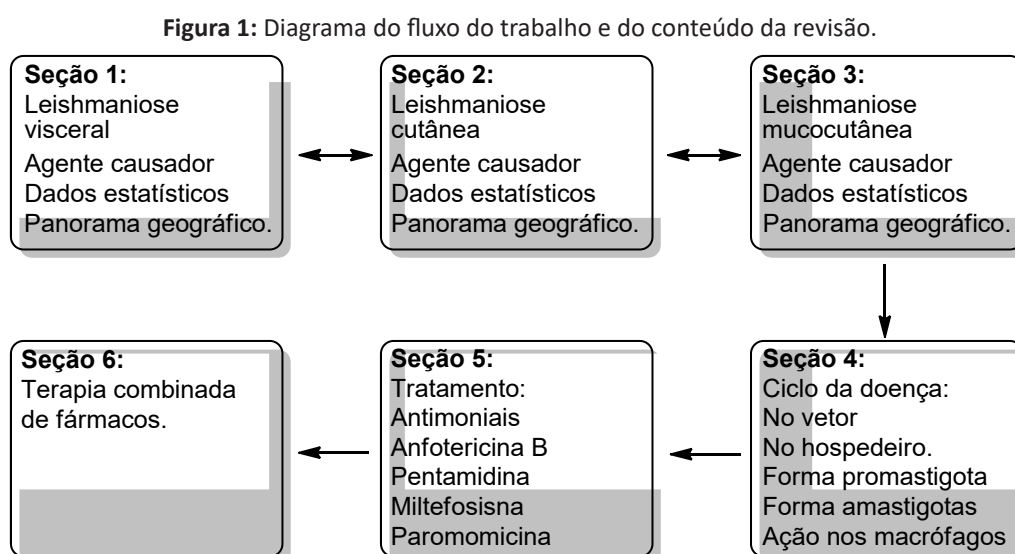 Figura 1: Diagrama do fluxo do trabalho e do conteúdo da revisão.
Seção 1:
Leishmaniose
visceral
Agente causador
Dados estatísticos
Panorama geográfico.
Seção 2:
Leishmaniose
cutânea
Agente causador
Dados estatísticos
Panorama geográfico.
Seção 3:
Leishmaniose
mucocutânea
Agente causador
Dados estatísticos
Panorama geográfico.
Seção 4:
Ciclo da doença:
No vetor
No hospedeiro.
Forma promastigota
Forma amastigotas
Ação nos macrófagos
Seção 5:
Tratamento:
Antimoniais
Anfotericina B
Pentamidina
Miltefosisna
Paromomicina
Seção 6:
Terapia combinada
de fármacos.